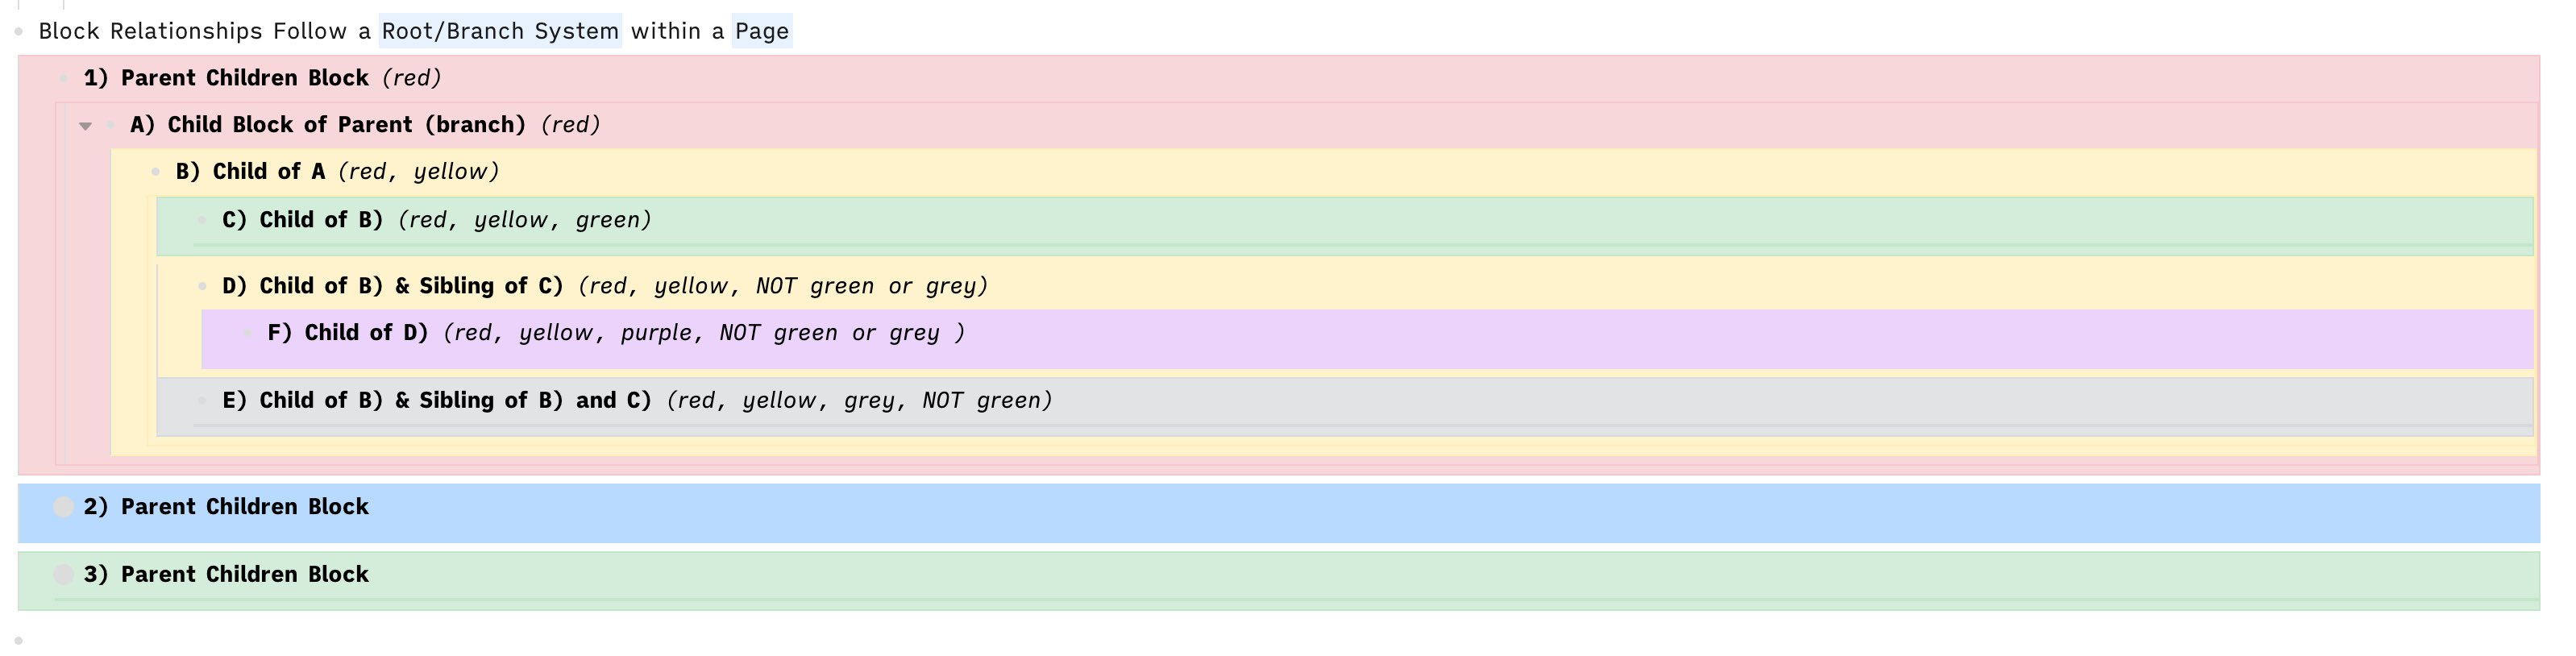 Block Relationships Follow a Root/Branch System within a Page
1) Parent Children Block (red)
A) Child Block of Parent (branch) (red)
B) Child of A (red, yellow)
C) Child of B) (red, yellow, green)
D) Child of B) & Sibling of C) (red, yellow, NOT green or grey)
F) Child of D) (red, yellow, purple, NOT green or grey )
E) Child of B) & Sibling of B) and C) (red, yellow, grey, NOT green)
2) Parent Children Block
3) Parent Children Block